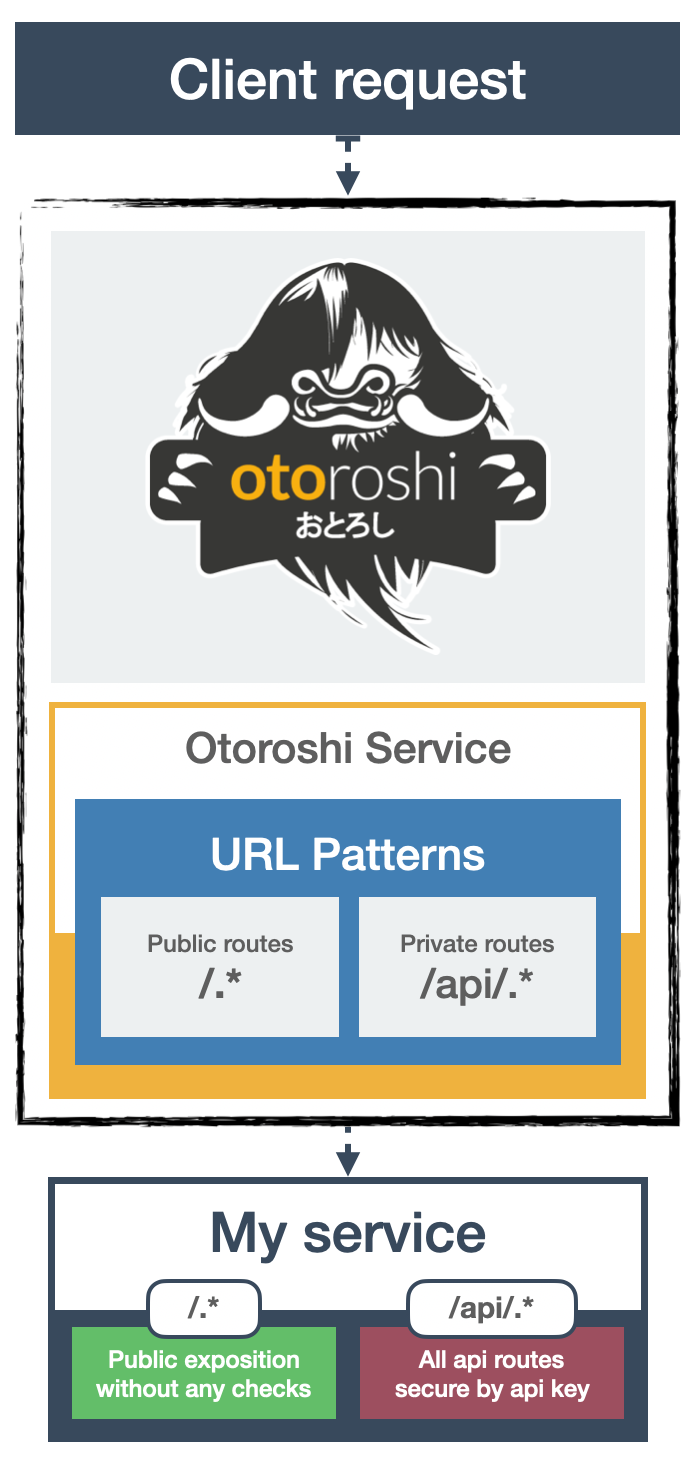 Client request
otoroshi
おとろし
Otoroshi Service
URL Patterns
Public routes
/.*
Private routes
/api/.*
My service
/.*
/api/.*
Public exposition
without any checks
All api routes
secure by api key